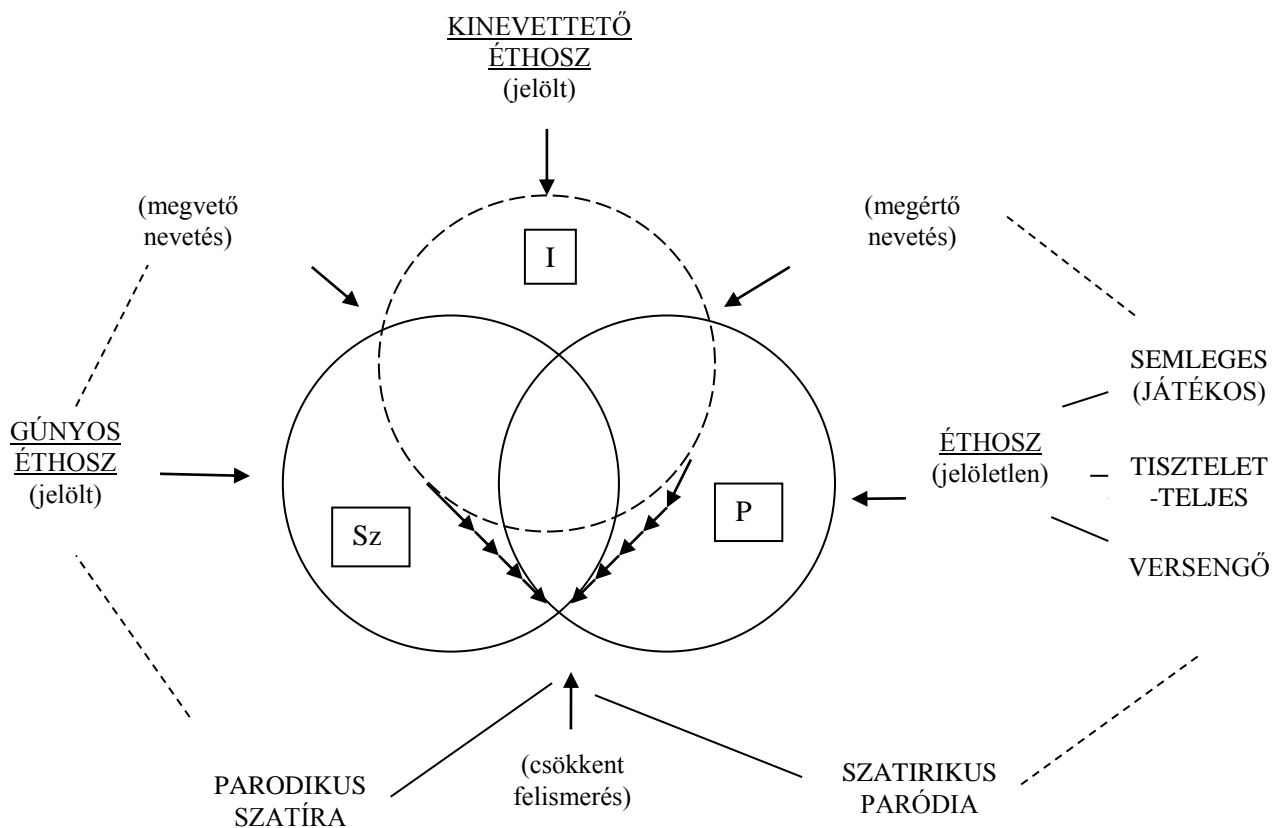 KINEVETTETŐ
ÉTHOSZ
(jelölt)
(megvető
nevetés)
(megértő
nevetés)
I
SEMLEGES
(JÁTÉKOS)
GÚNYOS
ÉTHOSZ
(jelölt)
ÉTHOSZ
(jelöletlen)
TISZTELET
-TELJES
Sz
P
VERSENGŐ
PARODIKUS
SZATÍRA
(csökkent
felismerés)
SZATIRIKUS
PARÓDIA